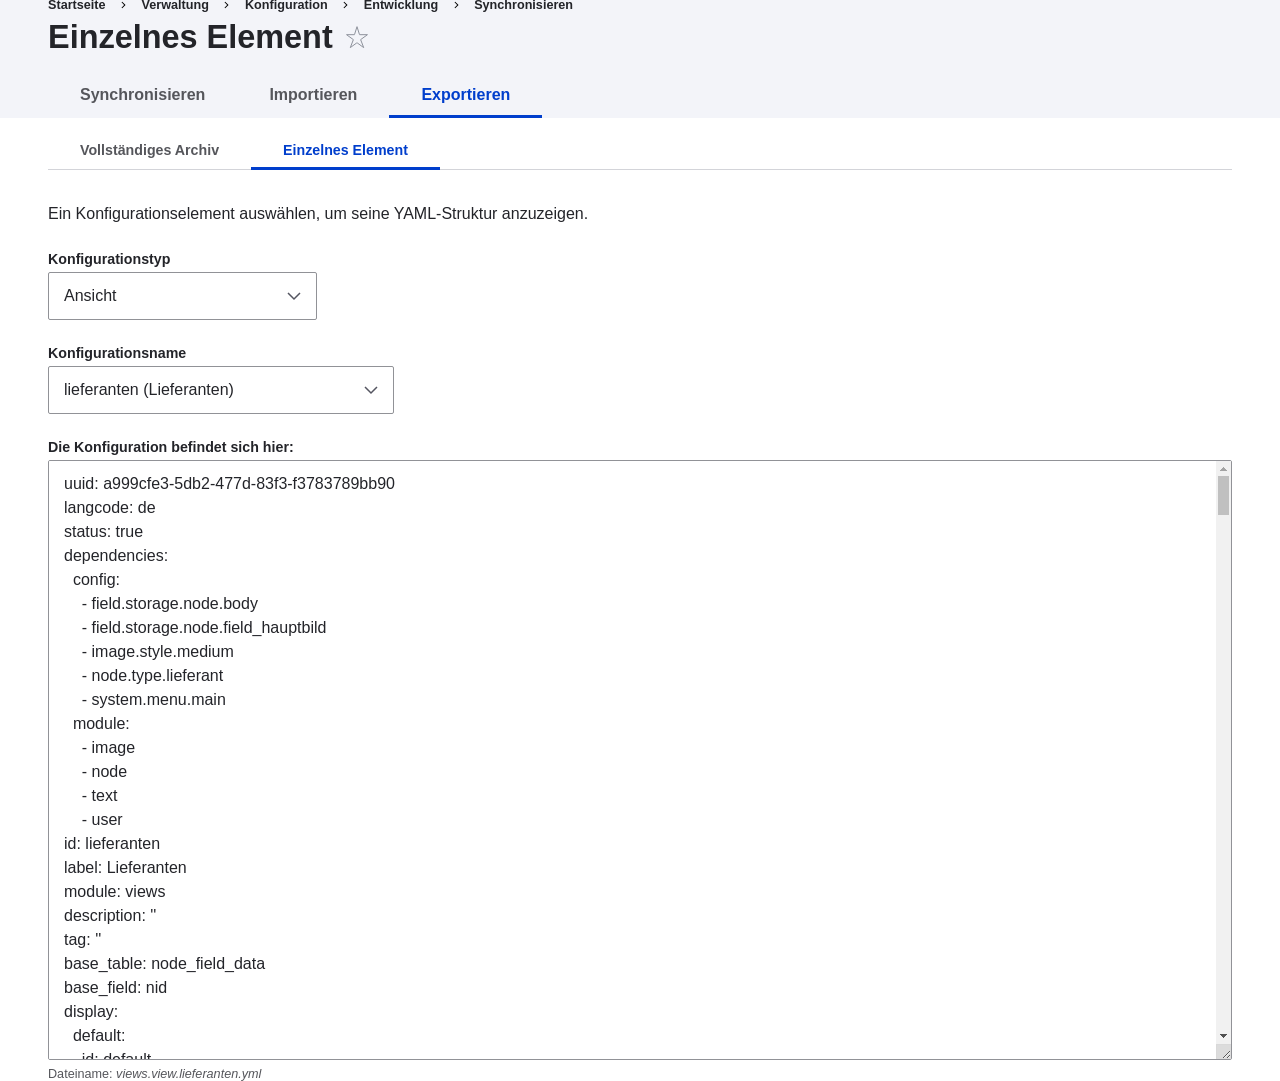 Startseite > Verwaltung > Konfiguration > Entwicklung > Synchronisieren
Einzelnes Element ☆
Synchronisieren Importieren Exportieren
Vollständiges Archiv Einzelnes Element
Ein Konfigurationselement auswählen, um seine YAML-Struktur anzuzeigen.
Konfigurationstyp
Ansicht
Konfigurationsname
lieferanten (Lieferanten)
Die Konfiguration befindet sich hier:
uuid: a999cfe3-5db2-477d-83f3-f3783789bb90
langcode: de
status: true
dependencies:
  config:
    - field.storage.node.body
    - field.storage.node.field_hauptbild
    - image.style.medium
    - node.type.lieferant
    - system.menu.main
  module:
    - image
    - node
    - text
    - user
id: lieferanten
label: Lieferanten
module: views
description: ''
tag: ''
base_table: node_field_data
base_field: nid
display:
  default:
    id: default
Dateiname: views.view.lieferanten.yml